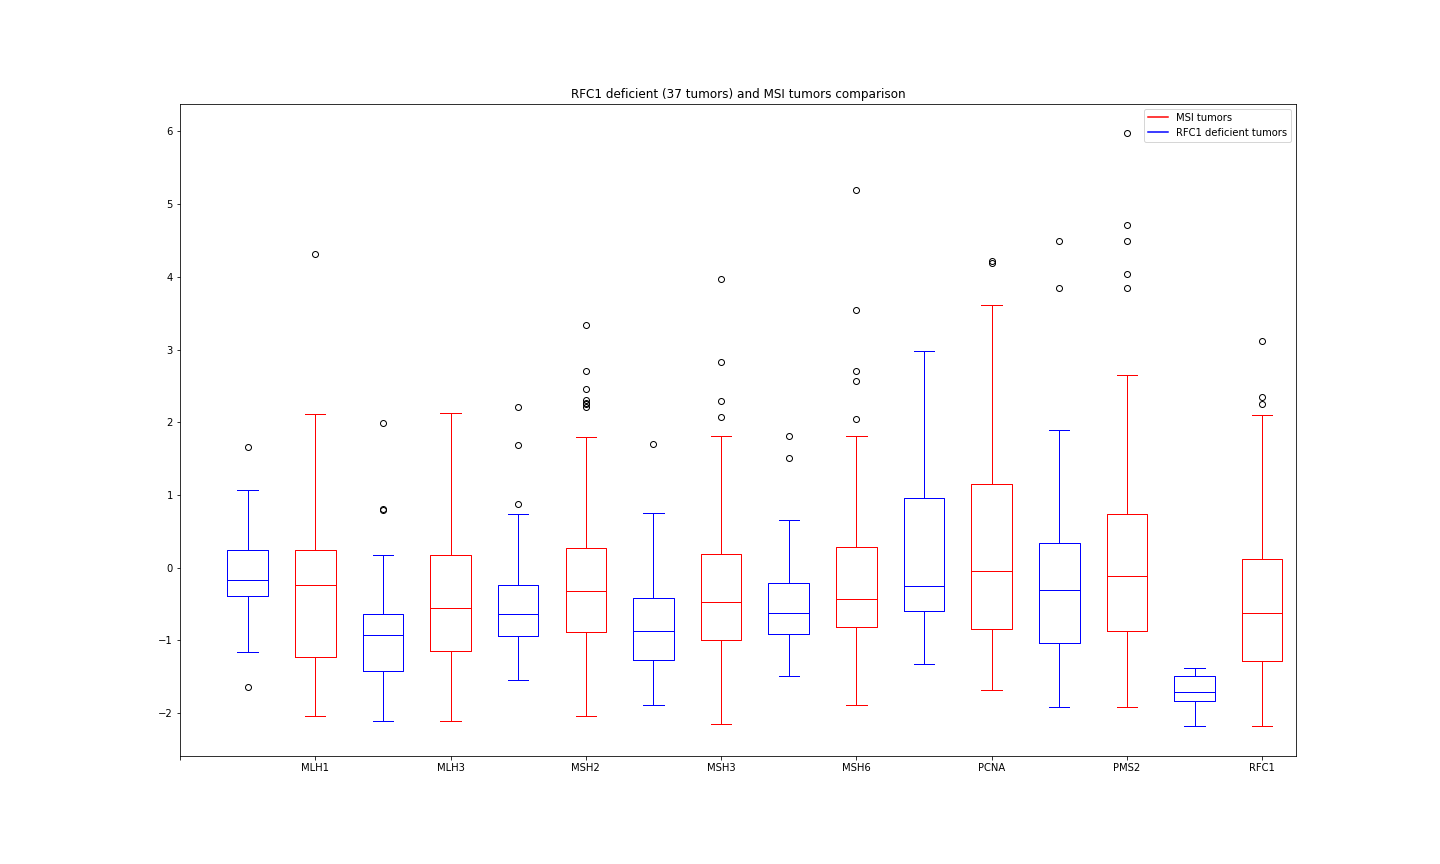 RFC1 deficient (37 tumors) and MSI tumors comparison
MSI tumors
RFC1 deficient tumors
6
5
4
3
2
1
0
−1
−2
MLH1 MLH3 MSH2 MSH3 MSH6 PCNA PMS2 RFC1